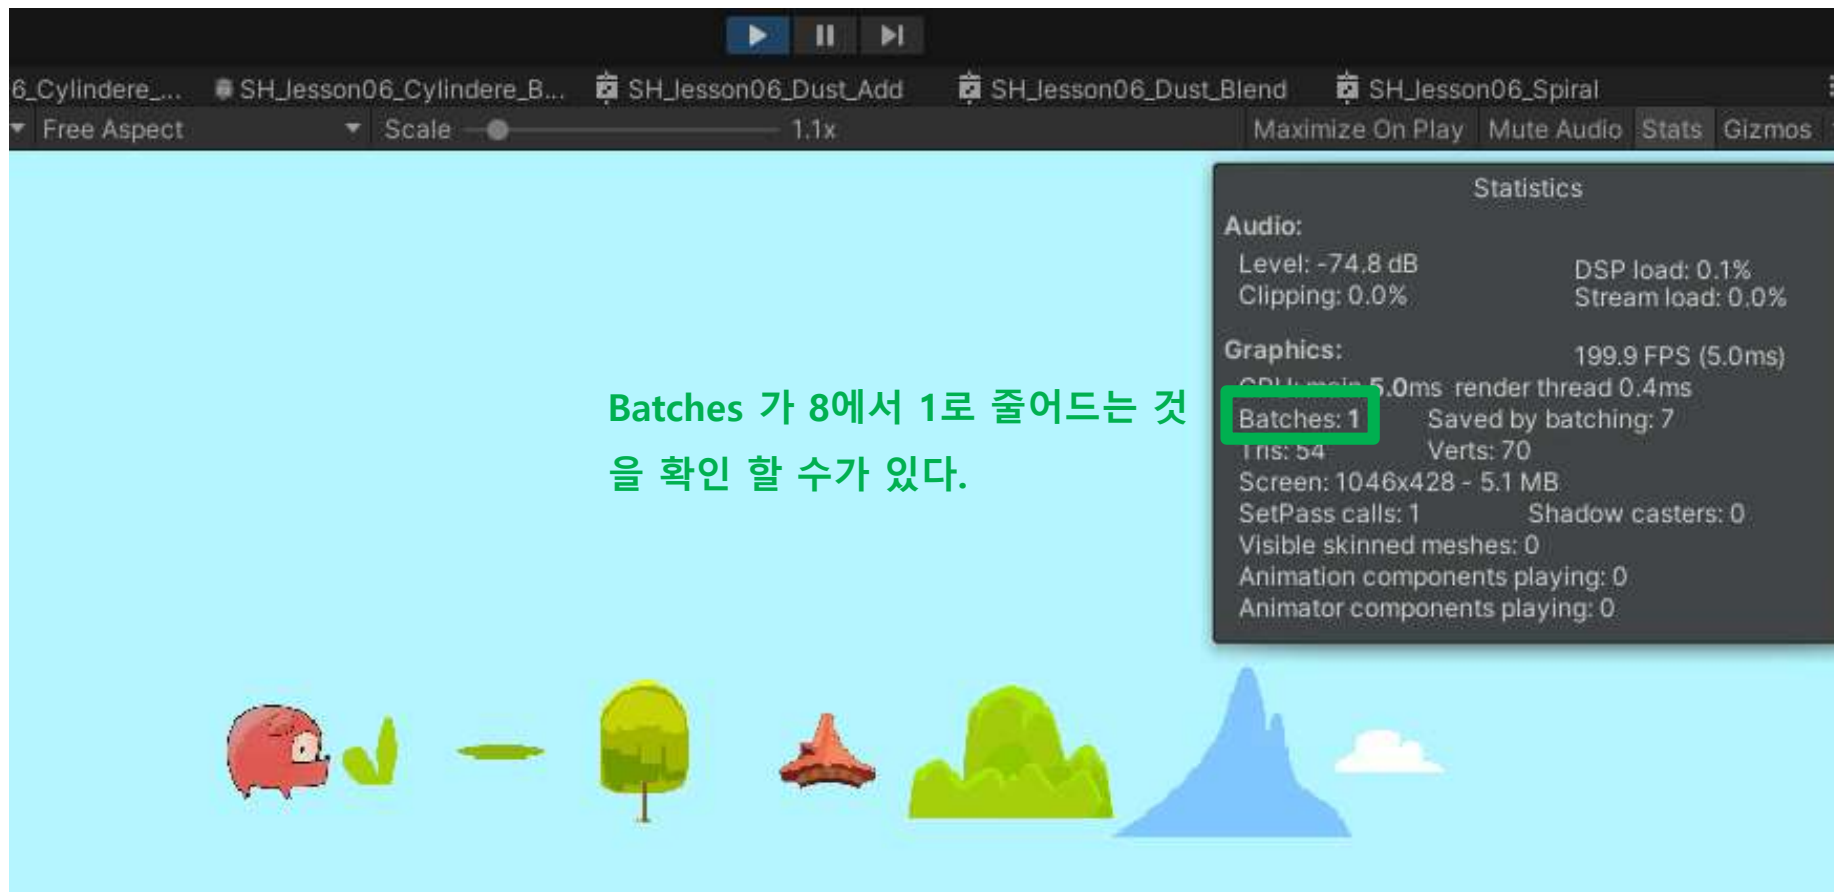 6_Cylindere_... SH_lesson06_Cylindere_B... SH_lesson06_Dust_Add SH_lesson06_Dust_Blend SH_lesson06_Spiral
Free Aspect Scale 1.1x Maximize On Play Mute Audio Stats Gizmos
Statistics
Audio:
Level: -74.8 dB DSP load: 0.1%
Clipping: 0.0% Stream load: 0.0%
Graphics: 199.9 FPS (5.0ms)
CPU: main 5.0ms render thread 0.4ms
Batches: 1 Saved by batching: 7
Tris: 54 Verts: 70
Screen: 1046x428 - 5.1 MB
SetPass calls: 1 Shadow casters: 0
Visible skinned meshes: 0
Animation components playing: 0
Animator components playing: 0
Batches 가 8에서 1로 줄어드는 것
을 확인 할 수가 있다.